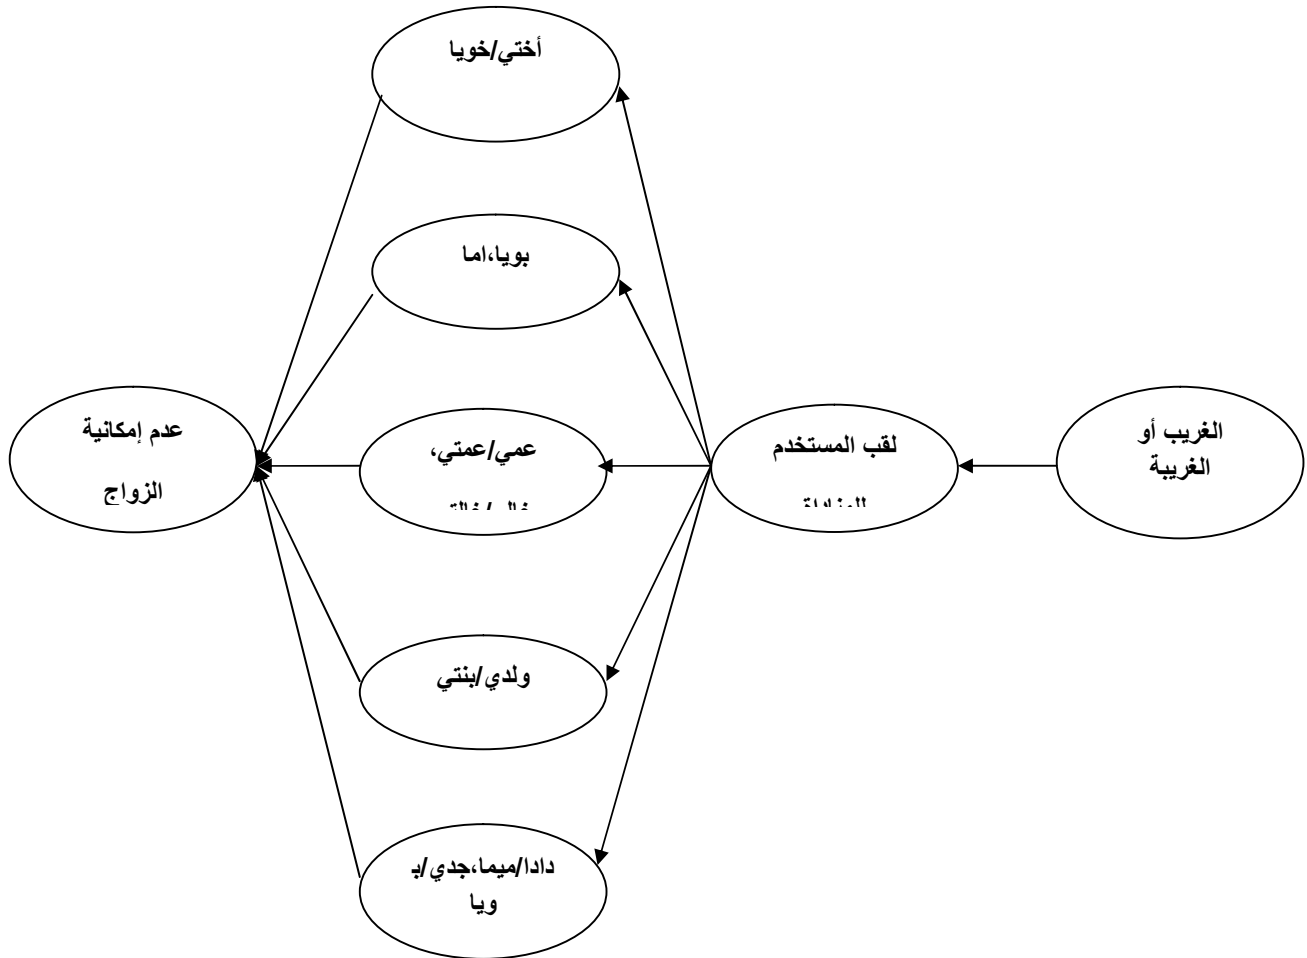 أختي/خويا
بويا،اما
الغريب أو
الغريبة
لقب المستخدم
عمي/عمتي،
عدم إمكانية
الزواج
ولدي/بنتي
دادا/ميما،جدي/بـ
ويا